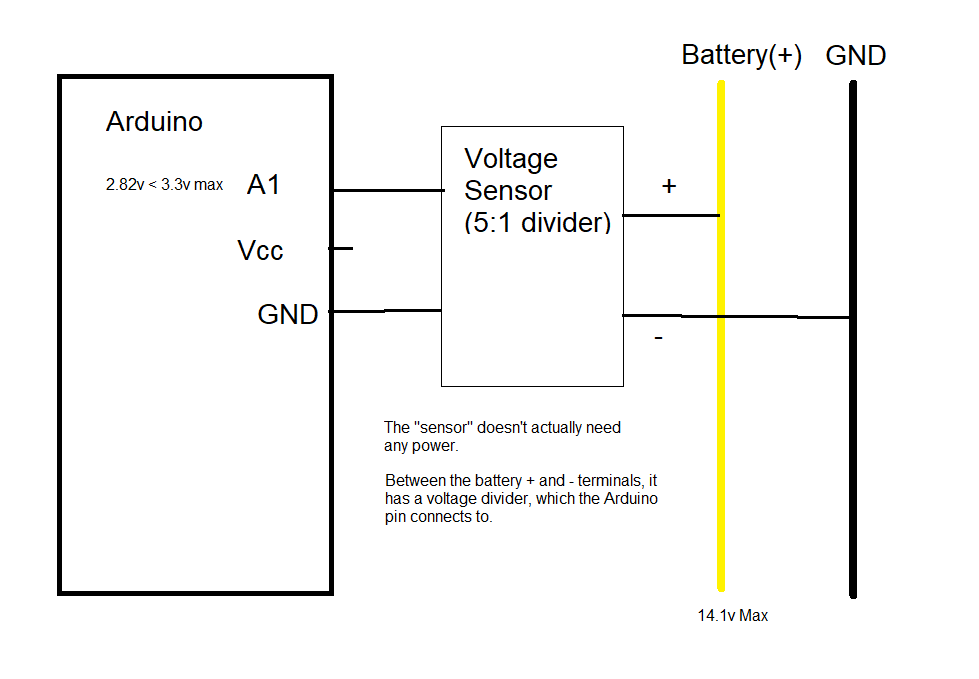 Battery(+) GND
Arduino
2.82v < 3.3v max A1
Vcc
GND
Voltage
Sensor
(5:1 divider)
+
-
The "sensor" doesn't actually need
any power.
Between the battery + and - terminals, it
has a voltage divider, which the Arduino
pin connects to.
14.1v Max